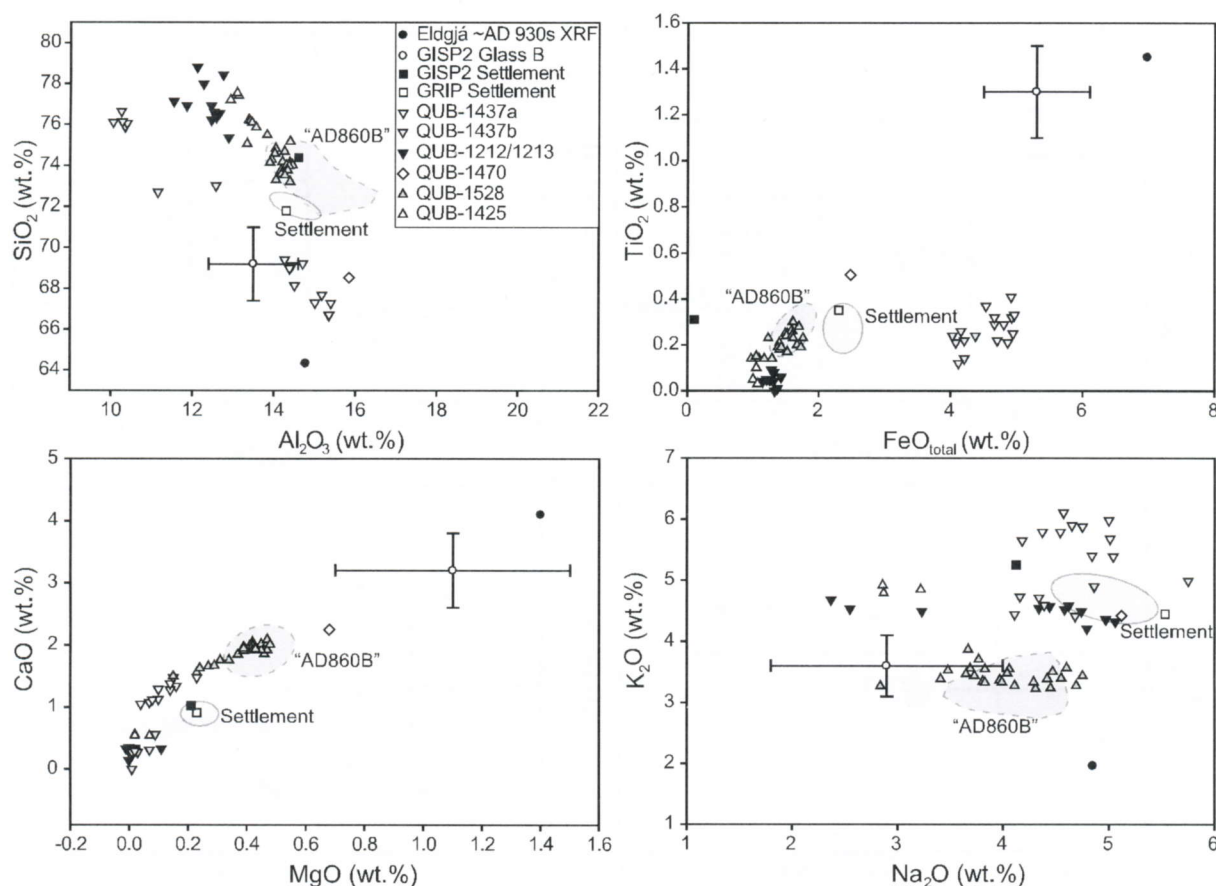 80
78
76
74
72
70
68
66
64
SiO₂ (wt.%)
10 12 14 16 18 20 22
Al₂O₃ (wt.%)
"AD860B"
Settlement
Eldgjá ~AD 930s XRF
GISP2 Glass B
GISP2 Settlement
GRIP Settlement
QUB-1437a
QUB-1437b
QUB-1212/1213
QUB-1470
QUB-1528
QUB-1425
1.6
1.4
1.2
1.0
0.8
0.6
0.4
0.2
0.0
TiO₂ (wt.%)
0 2 4 6 8
FeO total (wt.%)
"AD860B"
Settlement
5
4
3
2
1
0
CaO (wt.%)
-0.2 0.0 0.2 0.4 0.6 0.8 1.0 1.2 1.4 1.6
MgO (wt.%)
"AD860B"
Settlement
7
6
5
4
3
2
1
K₂O (wt.%)
1 2 3 4 5 6
Na₂O (wt.%)
Settlement
"AD860B"